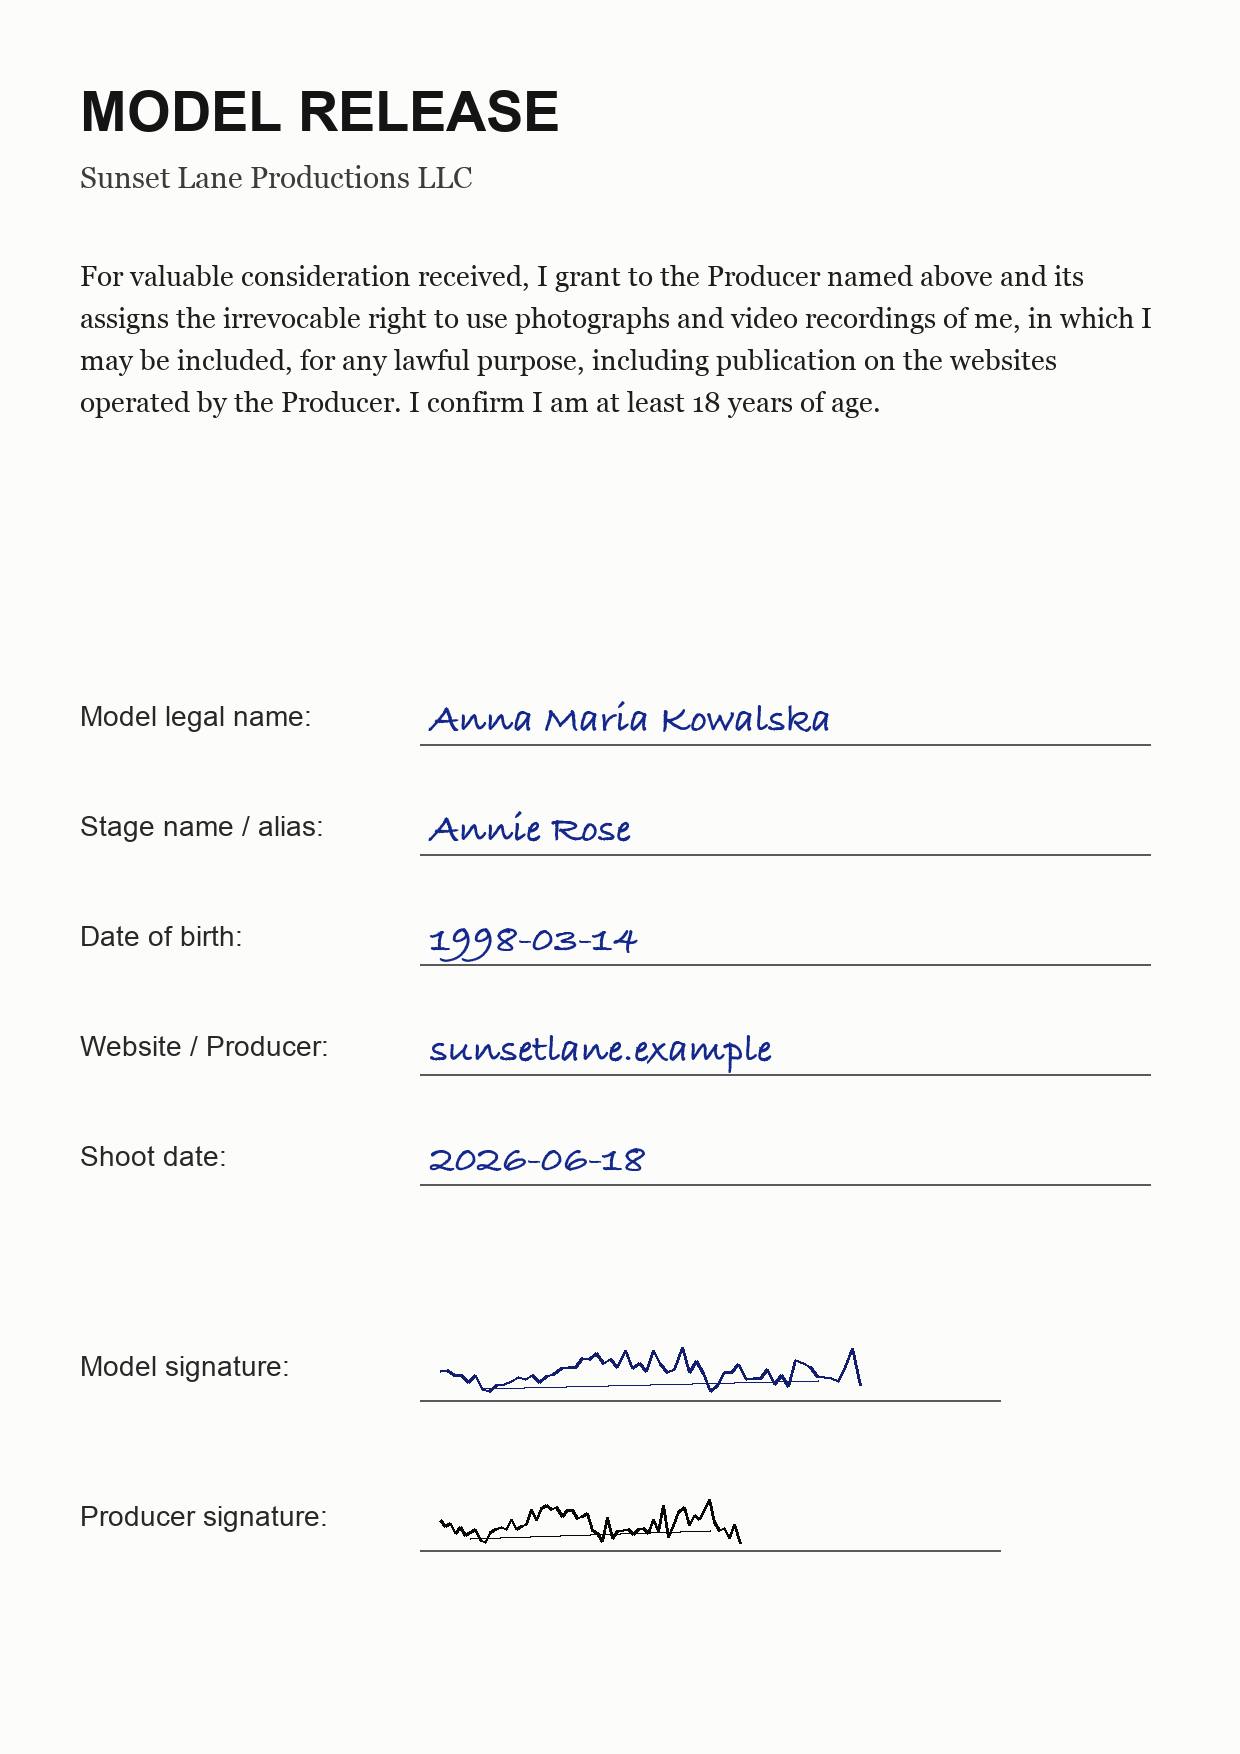 MODEL RELEASE
Sunset Lane Productions LLC
For valuable consideration received, I grant to the Producer named above and its
assigns the irrevocable right to use photographs and video recordings of me, in which I
may be included, for any lawful purpose, including publication on the websites
operated by the Producer. I confirm I am at least 18 years of age.
Model legal name: Anna Maria Kowalska
Stage name / alias: Annie Rose
Date of birth: 1998-03-14
Website / Producer: sunsetlane.example
Shoot date: 2026-06-18
Model signature:
Producer signature: